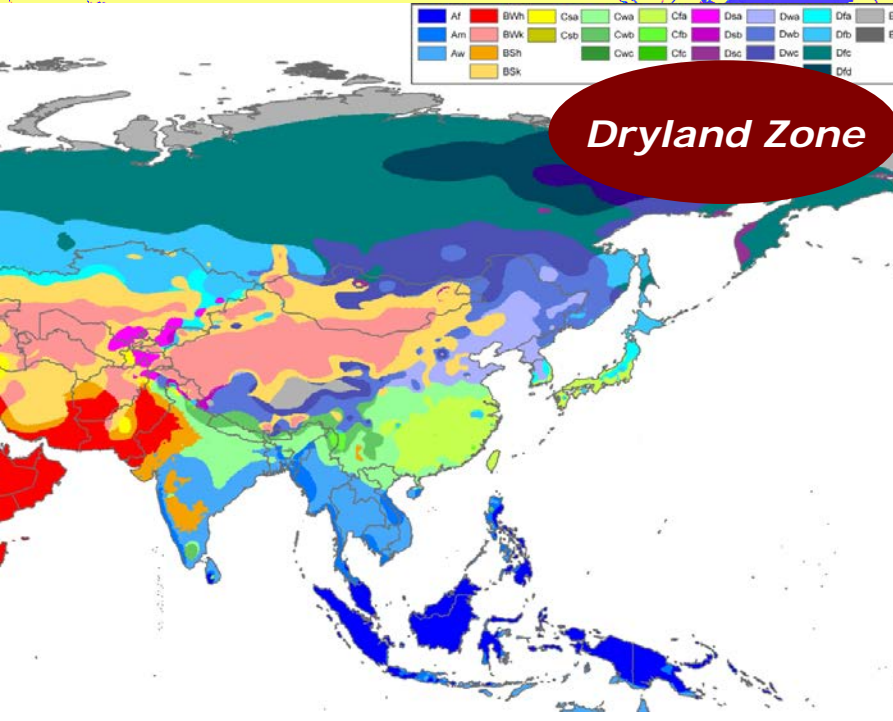 Af BWh Csa Cwa Cfa Dsa Dwa Dfa E
Am BWk Csb Cwb Cfb Dsb Dwb Dfb E
Aw BSh Cwc Cfc Dsc Dwc Dfc
BSk Dfd
Dryland Zone